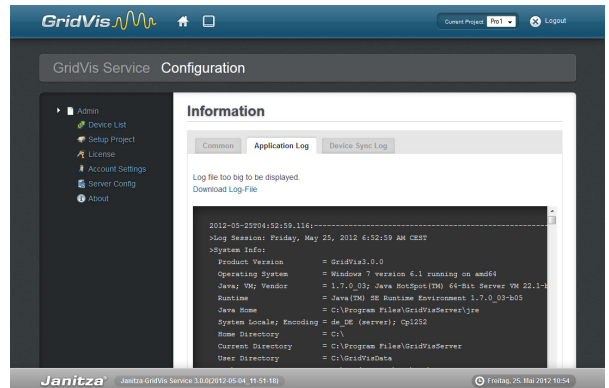 GridVis
Current Project: Pro1
Logout
GridVis Service Configuration
Admin
Device List
Setup Project
License
Account Settings
Server Config
About
Information
Common
Application Log
Device Sync Log
Log file too big to be displayed.
Download Log-File
2012-05-25T04:52:59.116:-----------------------------------------------
>Log Session: Friday, May 25, 2012 6:52:59 AM CEST
>System Info:
Product Version = GridVis3.0.0
Operating System = Windows 7 version 6.1 running on amd64
Java; VM; Vendor = 1.7.0_03; Java HotSpot(TM) 64-Bit Server VM 22.1-b
Runtime = Java(TM) SE Runtime Environment 1.7.0_03-b05
Java Home = C:\Program Files\GridVisServer\jre
System Locale; Encoding = de_DE (server); Cp1252
Home Directory = C:\
Current Directory = C:\Program Files\GridVisServer
User Directory = C:\GridVisData
Janitza® Janitza-GridVis Service 3.0.0(2012-05-04_11-51-18)
Freitag, 25. Mai 2012 10:54